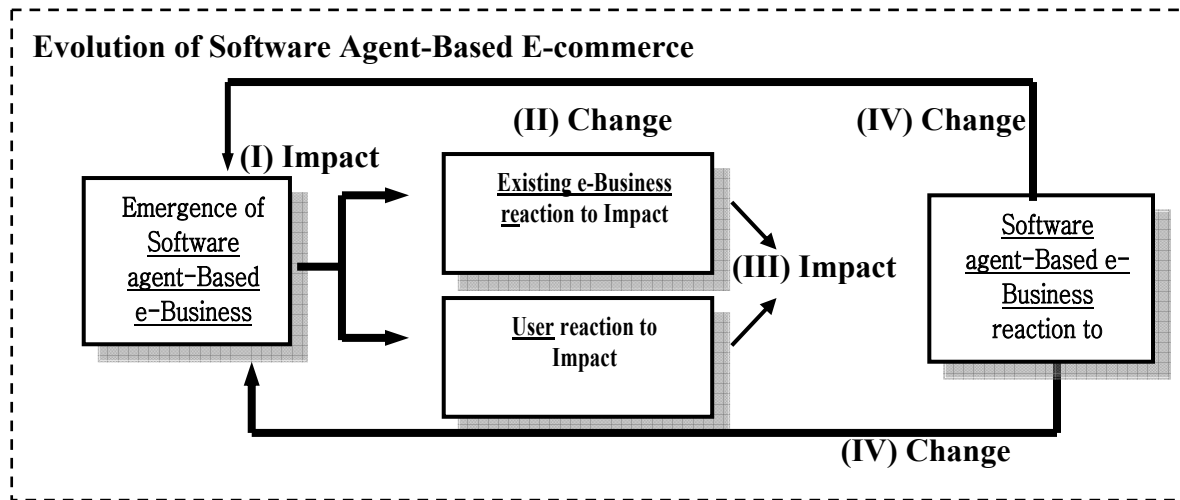 Evolution of Software Agent-Based E-commerce
(II) Change
(IV) Change
(I) Impact
Existing e-Business
reaction to Impact
Emergence of
Software
agent-Based
e-Business
(III) Impact
Software
agent-Based e-
Business
reaction to
User reaction to
Impact
(IV) Change